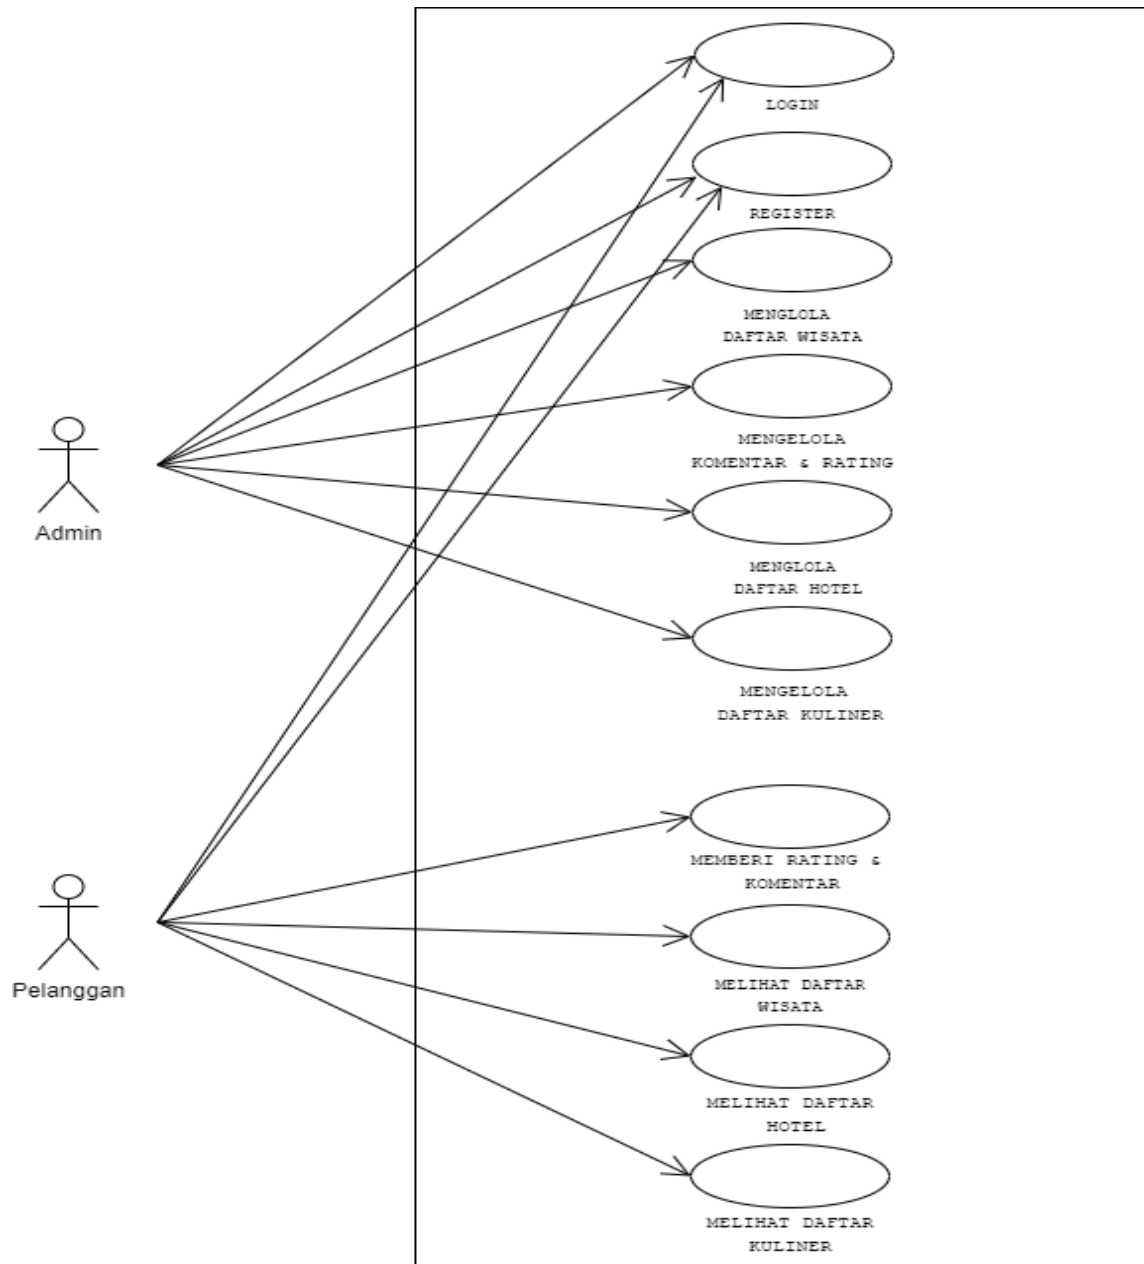 LOGIN
REGISTER
MENGLOLA
DAFTAR WISATA
MENGELOLA
KOMENTAR & RATING
Admin
MENGLOLA
DAFTAR HOTEL
MENGELOLA
DAFTAR KULINER
MEMBERI RATING &
KOMENTAR
Pelanggan
MELIHAT DAFTAR
WISATA
MELIHAT DAFTAR
HOTEL
MELIHAT DAFTAR
KULINER